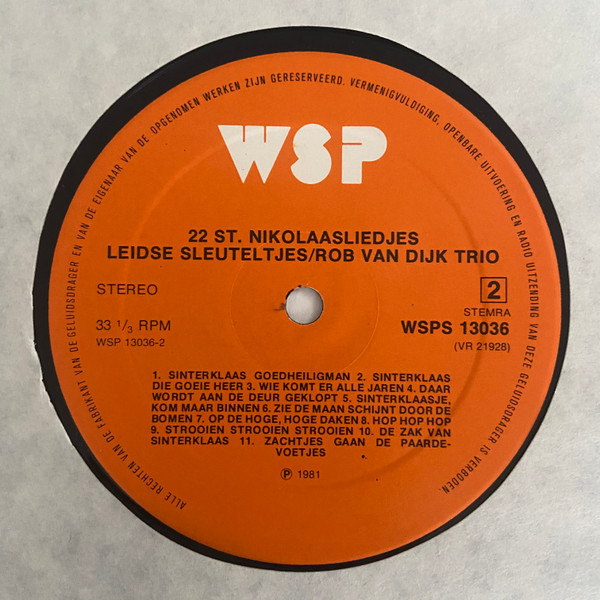 ALLE RECHTEN VAN DE FABRIKANT VAN DE GELUIDSDRAGER EN VAN DE EIGENAAR VAN DE OPGENOMEN WERKEN ZIJN GERESERVEERD. VERMENIGVULDIGING, OPENBARE UITVOERING EN RADIO UITZENDING VAN DEZE GELUIDSDRAGER IS VERBODEN.
WSP
22 ST. NIKOLAASLIEDJES
LEIDSE SLEUTELTJES/ROB VAN DIJK TRIO
STEREO
2
STEMRA
33 1/3 RPM
WSPS 13036
WSP 13036-2
(VR 21928)
1. SINTERKLAAS GOEDHEILIGMAN 2. SINTERKLAAS
DIE GOEIE HEER 3. WIE KOMT ER ALLE JAREN 4. DAAR
WORDT AAN DE DEUR GEKLOPT 5. SINTERKLAASJE,
KOM MAAR BINNEN 6. ZIE DE MAAN SCHIJNT DOOR DE
BOMEN 7. OP DE HOGE, HOGE DAKEN 8. HOP HOP HOP
9. STROOIEN STROOIEN STROOIEN 10. DE ZAK VAN
SINTERKLAAS 11. ZACHTJES GAAN DE PAARDE-
VOETJES
℗ 1981